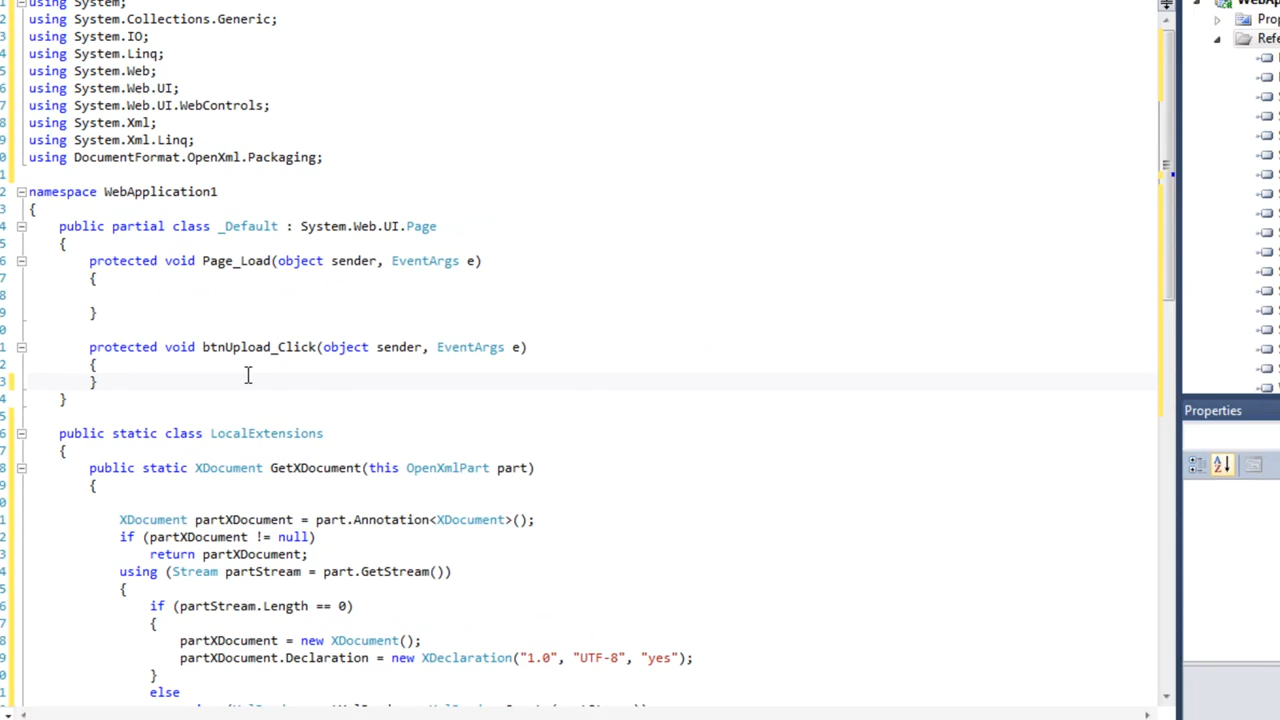 using System;
using System.Collections.Generic;
using System.IO;
using System.Linq;
using System.Web;
using System.Web.UI;
using System.Web.UI.WebControls;
using System.Xml;
using System.Xml.Linq;
using DocumentFormat.OpenXml.Packaging;
namespace WebApplication1
{
public partial class _Default : System.Web.UI.Page
{
protected void Page_Load(object sender, EventArgs e)
{
}
protected void btnUpload_Click(object sender, EventArgs e)
{
}
}
public static class LocalExtensions
{
public static XDocument GetXDocument(this OpenXmlPart part)
{
XDocument partXDocument = part.Annotation<XDocument>();
if (partXDocument != null)
return partXDocument;
using (Stream partStream = part.GetStream())
{
if (partStream.Length == 0)
{
partXDocument = new XDocument();
partXDocument.Declaration = new XDeclaration("1.0", "UTF-8", "yes");
}
else
Properties